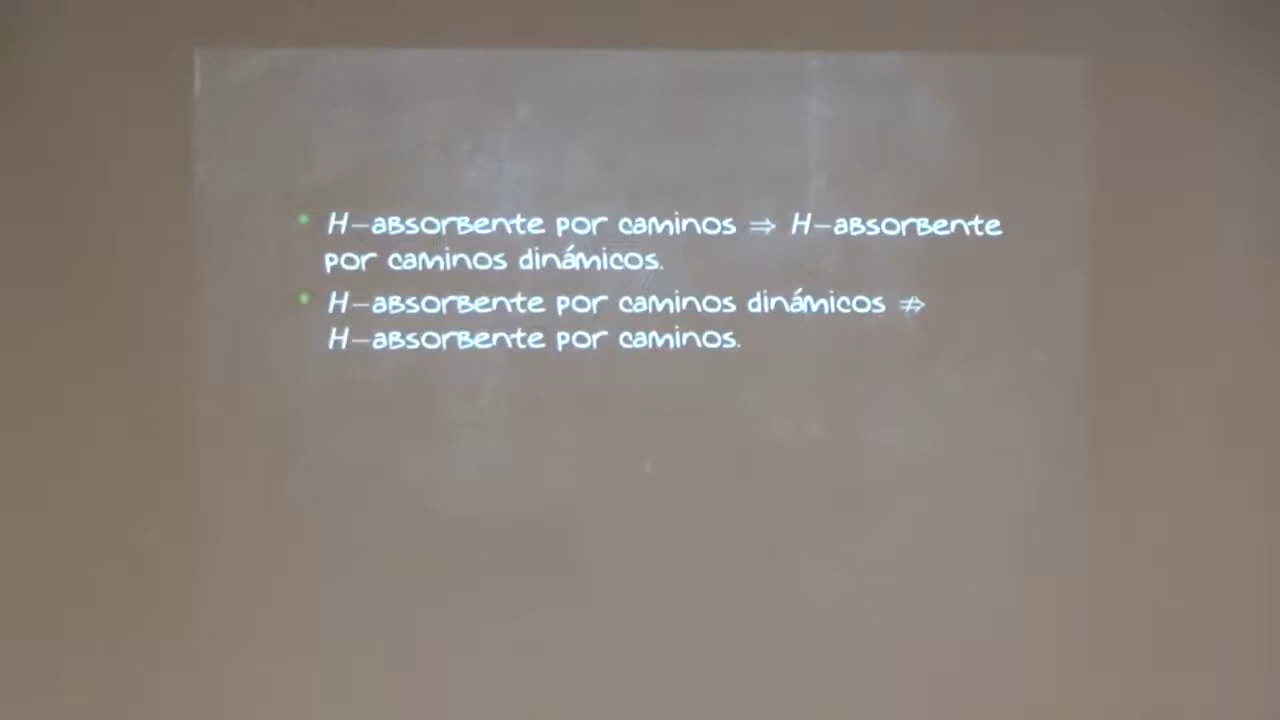 • H-absorbente por caminos ⇒ H-absorbente
por caminos dinámicos.
• H-absorbente por caminos dinámicos ⇏
H-absorbente por caminos.